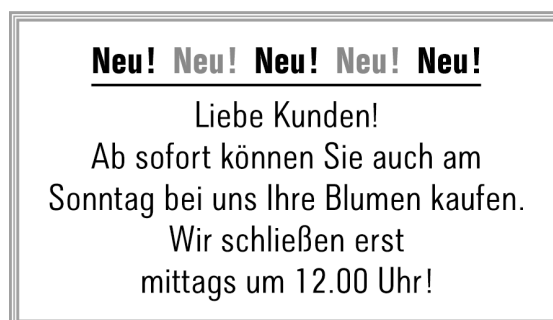 Neu! Neu! Neu! Neu! Neu!
Liebe Kunden!
Ab sofort können Sie auch am
Sonntag bei uns Ihre Blumen kaufen.
Wir schließen erst
mittags um 12.00 Uhr!